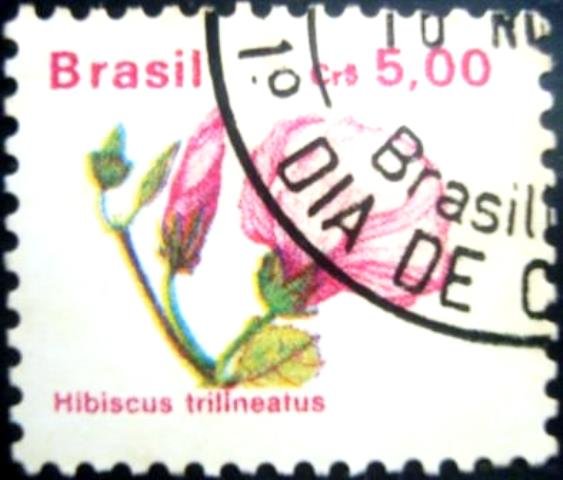 Brasil Cr$ 5,00
10
1º DIA DE
Brasil
Hibiscus trilineatus